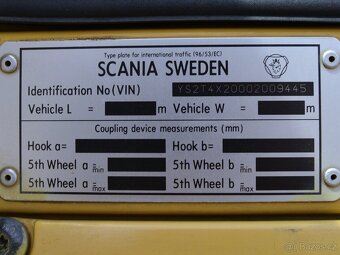 Type plate for international traffic (96/53/EC)
SCANIA SWEDEN
Identification No (VIN) YS2T4X20002009445
Vehicle L = m Vehicle W = m
Coupling device measurements (mm)
Hook a= Hook b=
5th Wheel a =min 5th Wheel b =min
5th Wheel a =max 5th Wheel b =max